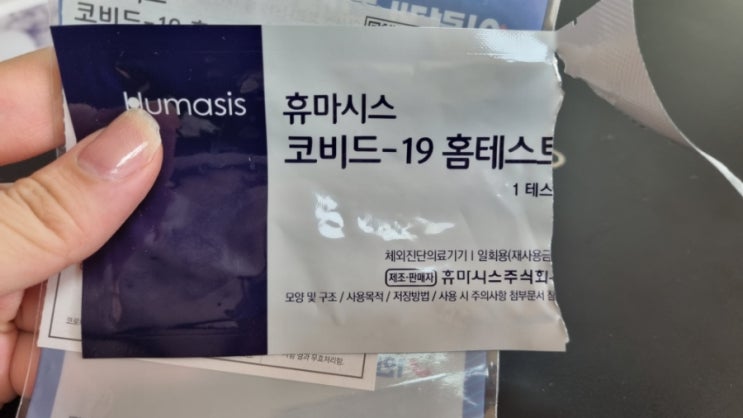 Humasis
휴마시스
코비드-19 홈테스트
1 테스
체외진단의료기기 | 일회용(재사용금
제조·판매자 휴마시스주식회
모양 및 구조 / 사용목적 / 저장방법 / 사용 시 주의사항 첨부문서 참